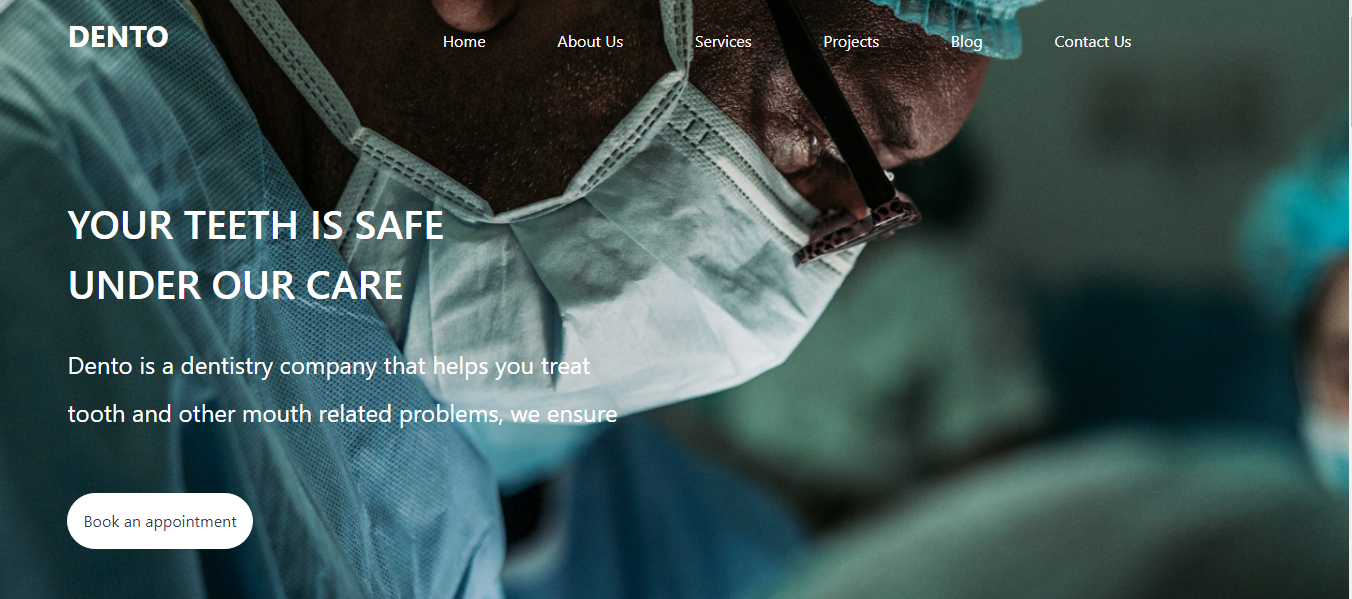 DENTO
Home About Us Services Projects Blog Contact Us
YOUR TEETH IS SAFE
UNDER OUR CARE
Dento is a dentistry company that helps you treat
tooth and other mouth related problems, we ensure
Book an appointment